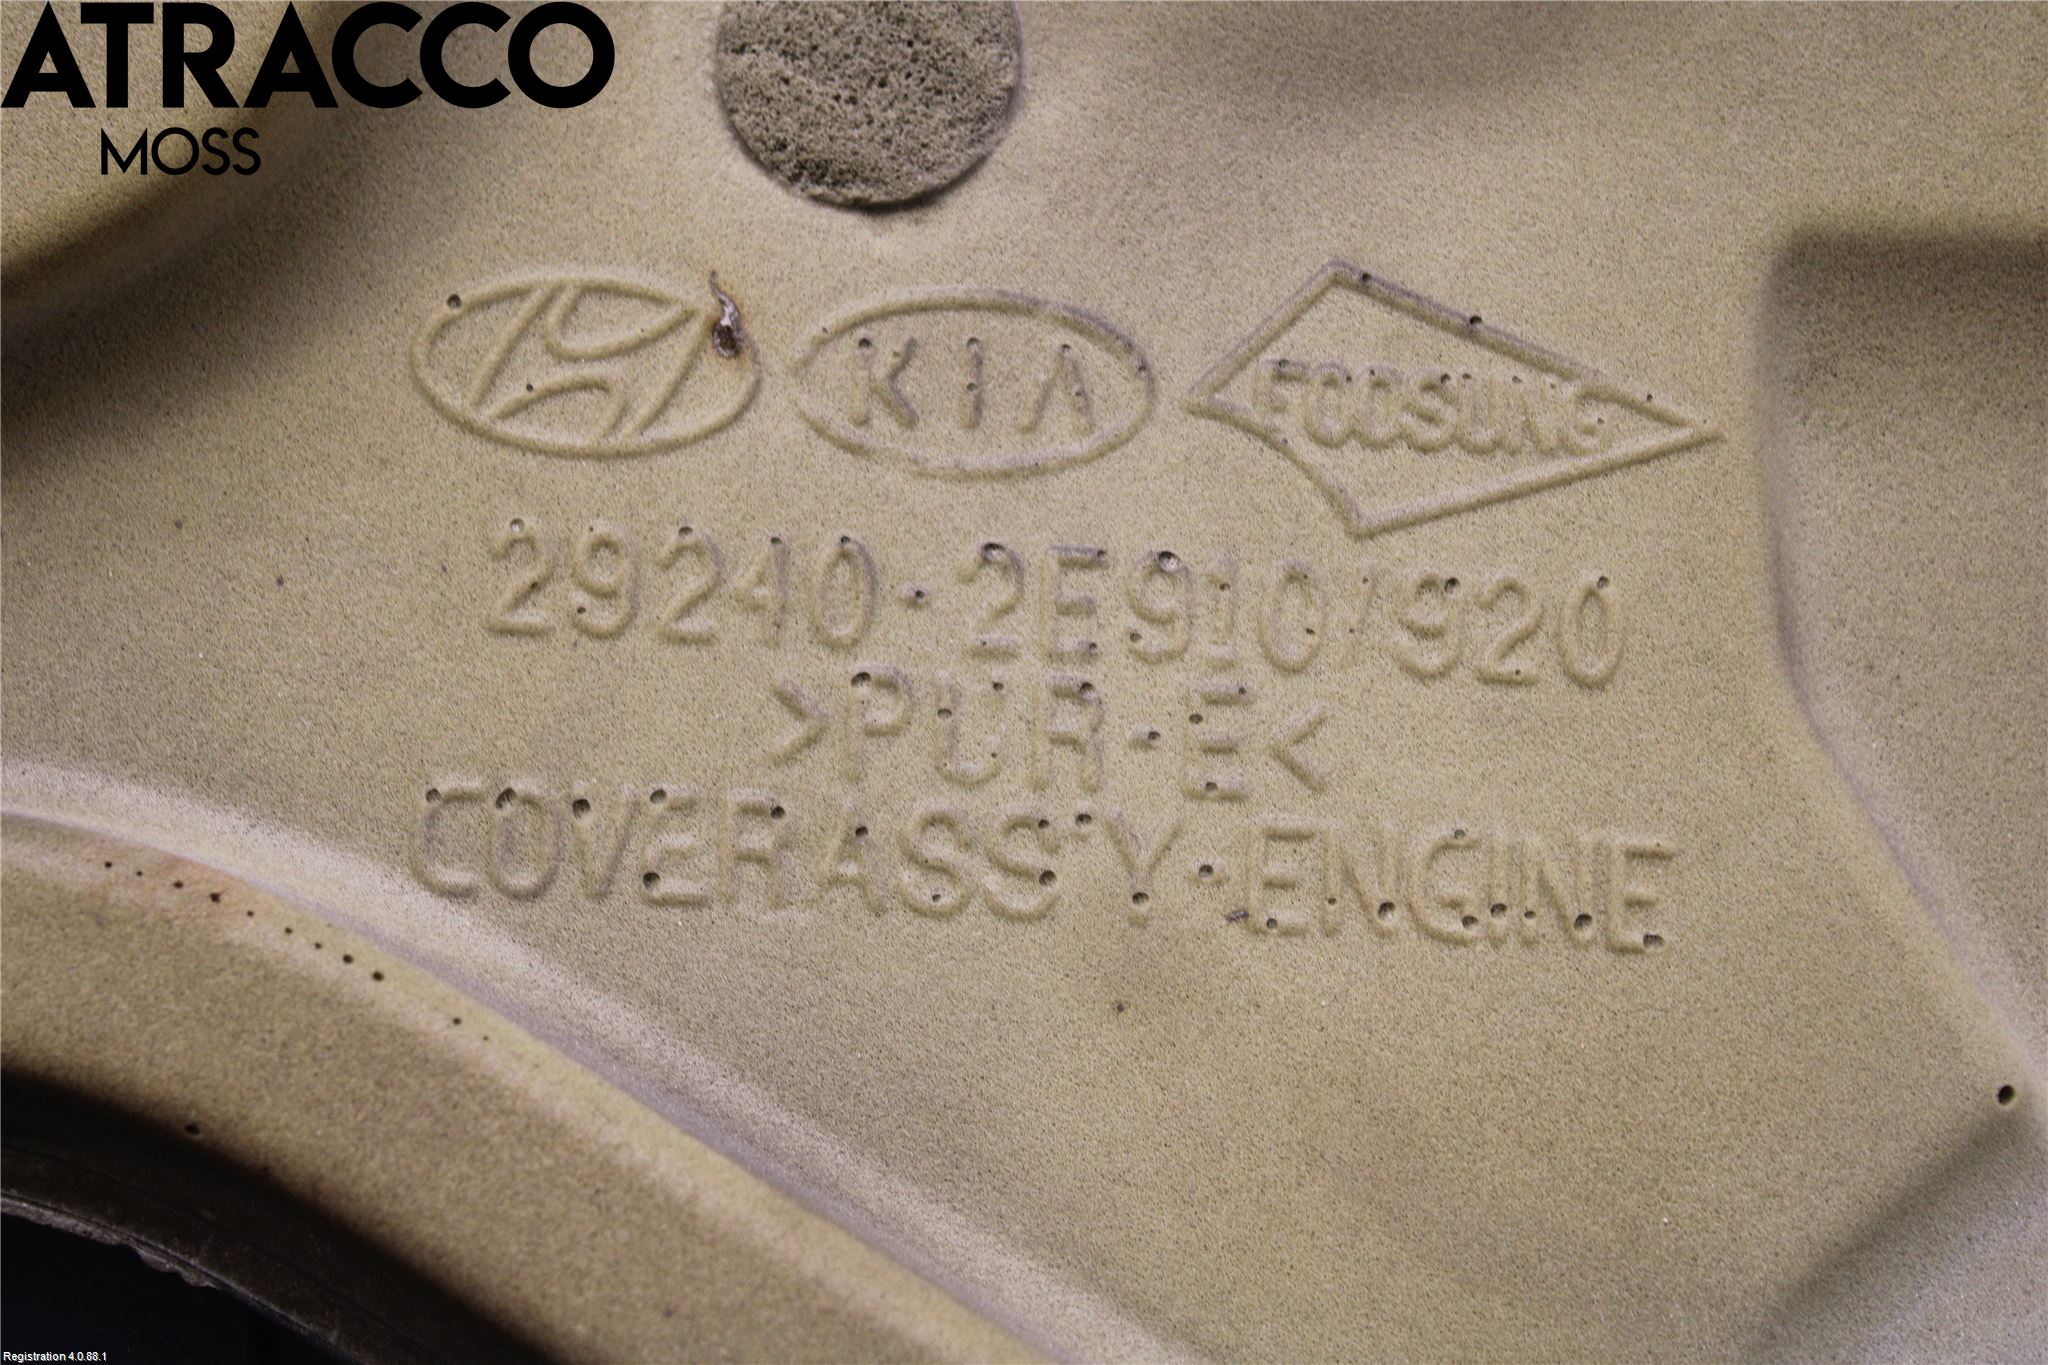 ATRACCO
MOSS
KIA FOOSUNG
29240-2E910/920
>PUR-E<
COVER ASS'Y-ENGINE
Registration 4.0.88.1